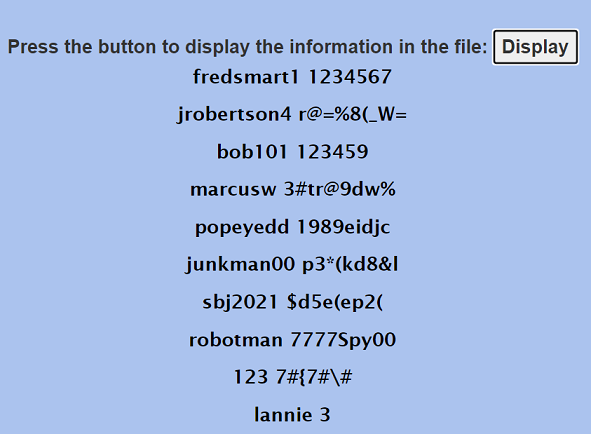 Press the button to display the information in the file: Display
fredsmart1 1234567
jrobertson4 r@=%8(_W=
bob101 123459
marcusw 3#tr@9dw%
popeyedd 1989eidjc
junkman00 p3*(kd8&l
sbj2021 $d5e(ep2(
robotman 7777Spy00
123 7#{7#\#
lannie 3